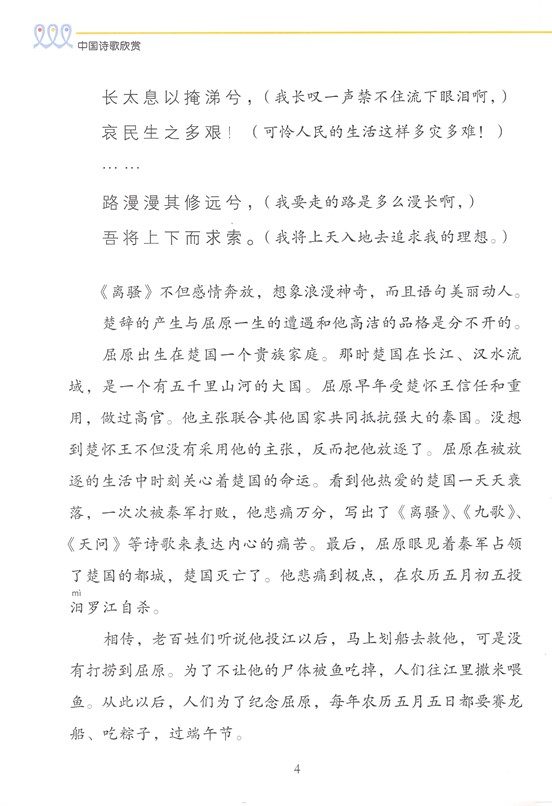 中国诗歌欣赏
长太息以掩涕兮，（我长叹一声禁不住流下眼泪啊，）
哀民生之多艰！（可怜人民的生活这样多灾多难！）
……
路漫漫其修远兮，（我要走的路是多么漫长啊，）
吾将上下而求索。（我将上天入地去追求我的理想。）
《离骚》不但感情奔放，想象浪漫神奇，而且语句美丽动人。
楚辞的产生与屈原一生的遭遇和他高洁的品格是分不开的。
屈原出生在楚国一个贵族家庭。那时楚国在长江、汉水流
域，是一个有五千里山河的大国。屈原早年受楚怀王信任和重
用，做过高官。他主张联合其他国家共同抵抗强大的秦国。没想
到楚怀王不但没有采用他的主张，反而把他放逐了。屈原在被放
逐的生活中时刻关心着楚国的命运。看到他热爱的楚国一天天衰
落，一次次被秦军打败，他悲痛万分，写出了《离骚》、《九歌》、
《天问》等诗歌来表达内心的痛苦。最后，屈原眼见着秦军占领
了楚国的都城，楚国灭亡了。他悲痛到极点，在农历五月初五投
mì
汨罗江自杀。
相传，老百姓们听说他投江以后，马上划船去救他，可是没
有打捞到屈原。为了不让他的尸体被鱼吃掉，人们往江里撒米喂
鱼。从此以后，人们为了纪念屈原，每年农历五月五日都要赛龙
船、吃粽子，过端午节。
4